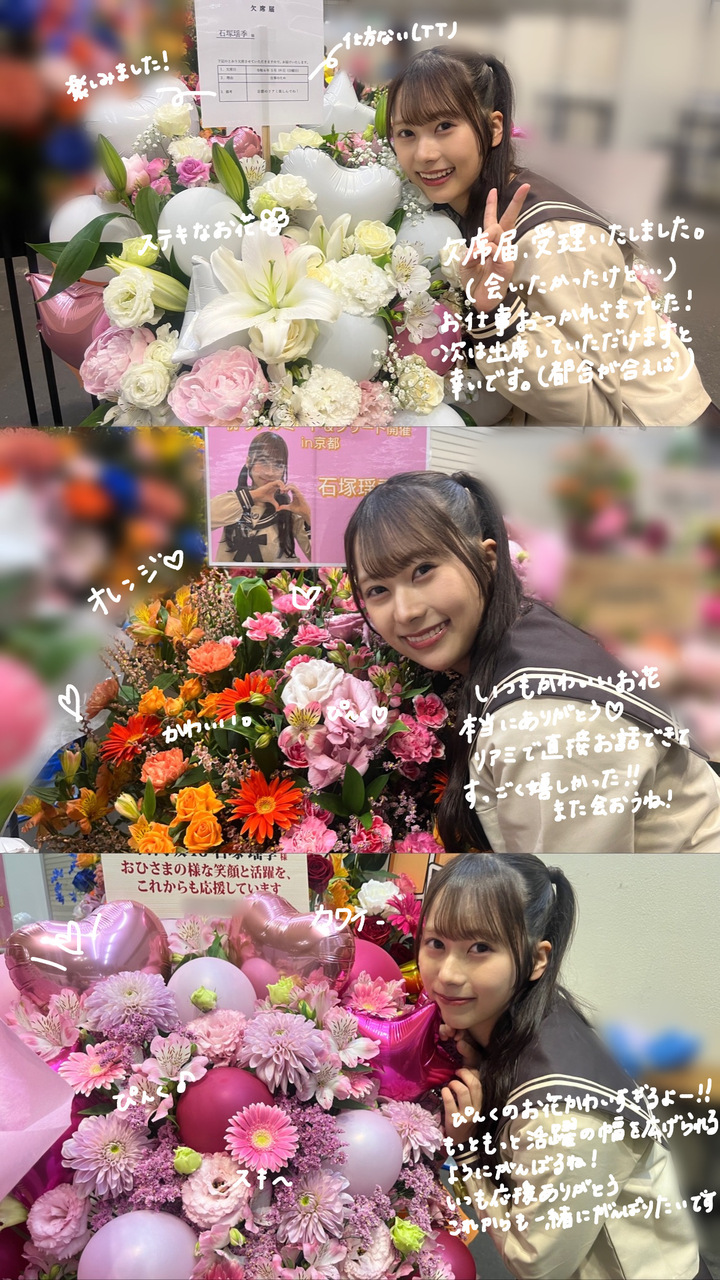 欠席届
石塚瑶季
仕方ない(TT)
楽しみました!
ステキなお花
欠席届、受理いたしました。
(会いたかったけど…)
お仕事おつかれさまでした!
次は出席していただけますと
幸いです。(都合が合えば)
in京都
石塚瑶
オレンジ♡
かわいい。
ぴんく♡
いつもかわいいお花
本当にありがとう♡
リアミで直接お話できて
すっごく嬉しかった!!
また会おうね!
おひさまの様な笑顔と活躍を、
これからも応援しています
カワイー
ぴんく♪
スキ〜
ぴんくのお花かわいすぎるよー!!
もっともっと活躍の幅を広げられる
ようにがんばるね!
いつも応援ありがとう
これからも一緒にがんばりたいです